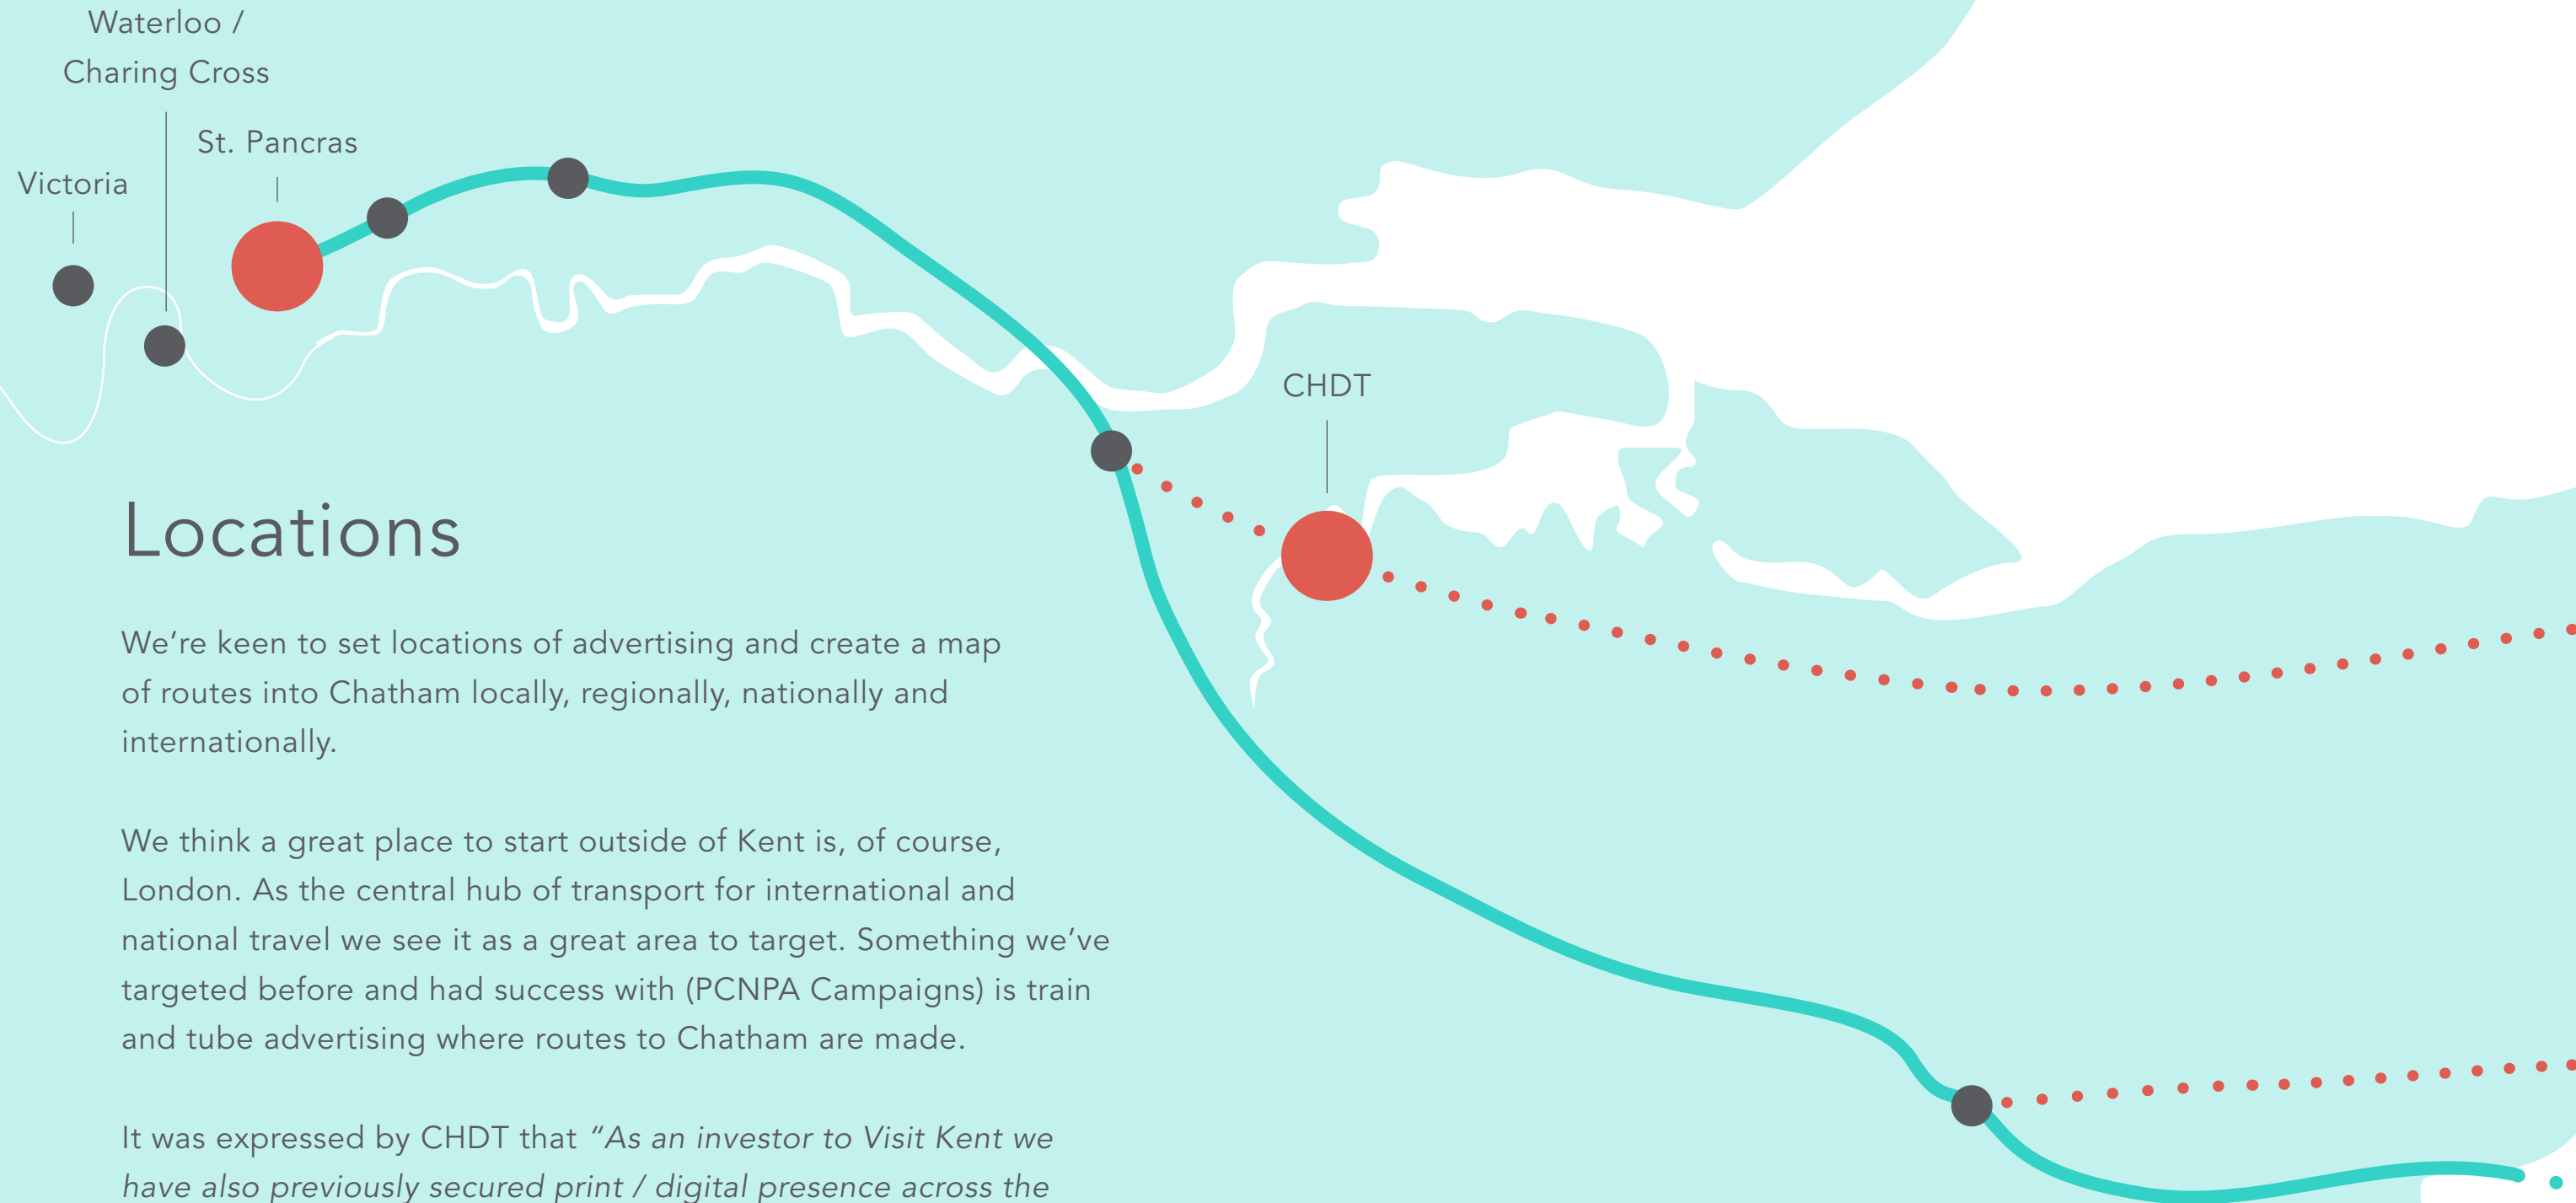 Waterloo /
Charing Cross
St. Pancras
Victoria
CHDT
Locations
We’re keen to set locations of advertising and create a map
of routes into Chatham locally, regionally, nationally and
internationally.
We think a great place to start outside of Kent is, of course,
London. As the central hub of transport for international and
national travel we see it as a great area to target. Something we’ve
targeted before and had success with (PCNPA Campaigns) is train
and tube advertising where routes to Chatham are made.
It was expressed by CHDT that “As an investor to Visit Kent we
have also previously secured print / digital presence across the